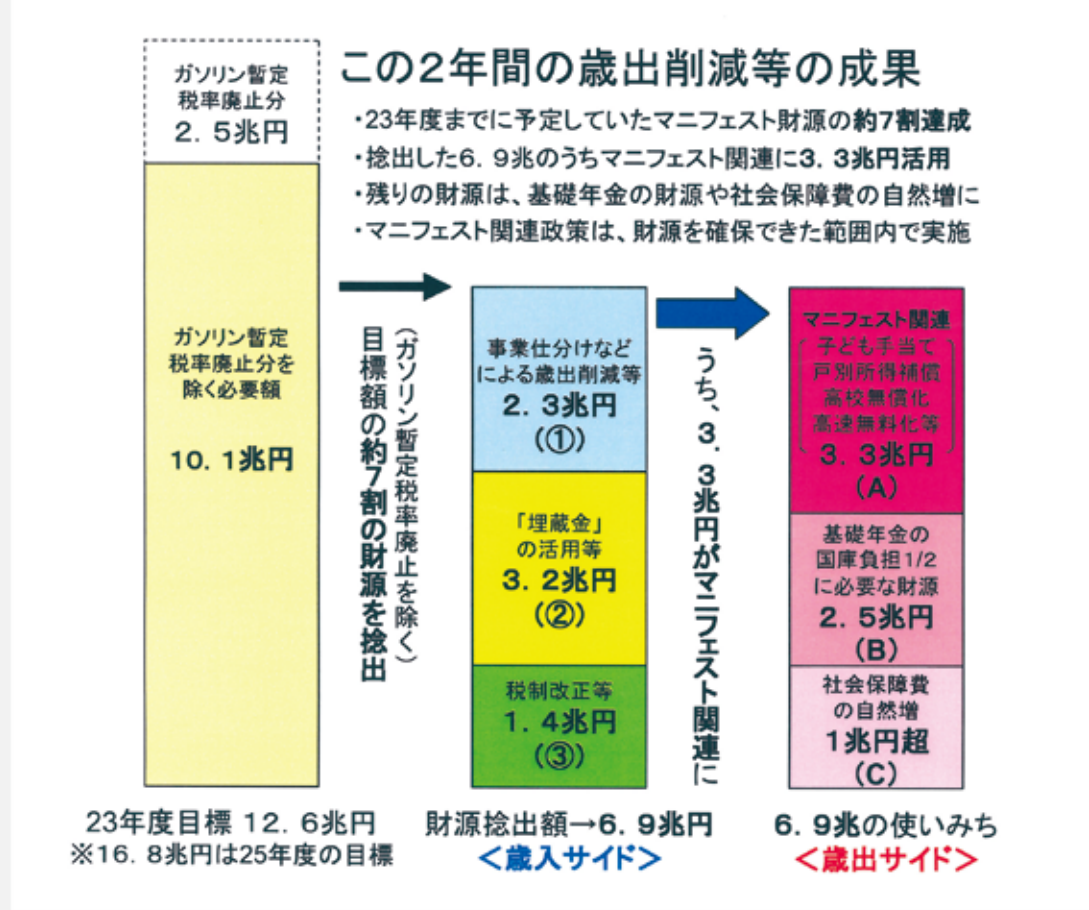 この2年間の歳出削減等の成果
・23年度までに予定していたマニフェスト財源の約7割達成
・捻出した6．9兆のうちマニフェスト関連に3．3兆円活用
・残りの財源は、基礎年金の財源や社会保障費の自然増に
・マニフェスト関連政策は、財源を確保できた範囲内で実施
ガソリン暫定
税率廃止分
2．5兆円
ガソリン暫定
税率廃止分を
除く必要額
10．1兆円
23年度目標 12．6兆円
※16．8兆円は25年度の目標
（ガソリン暫定税率廃止を除く）
目標額の約7割の財源を捻出
事業仕分けなど
による歳出削減等
2．3兆円
（①）
「埋蔵金」
の活用等
3．2兆円
（②）
税制改正等
1．4兆円
（③）
財源捻出額→6．9兆円
＜歳入サイド＞
うち、3．3兆円がマニフェスト関連に
マニフェスト関連
子ども手当て
戸別所得補償
高校無償化
高速無料化等
3．3兆円
（A）
基礎年金の
国庫負担1/2
に必要な財源
2．5兆円
（B）
社会保障費
の自然増
1兆円超
（C）
6．9兆の使いみち
＜歳出サイド＞